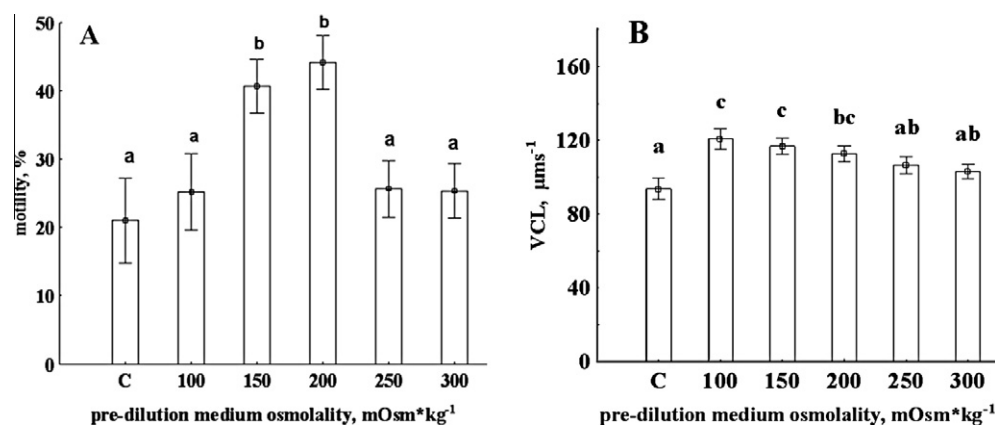 A
motility, %
50
40
30
20
10
0
a
a
b
b
a
a
C 100 150 200 250 300
pre-dilution medium osmolality, mOsm*kg-1
B
VCL, μms-1
160
120
80
40
0
a
c
c
bc
ab
ab
C 100 150 200 250 300
pre-dilution medium osmolality, mOsm*kg-1